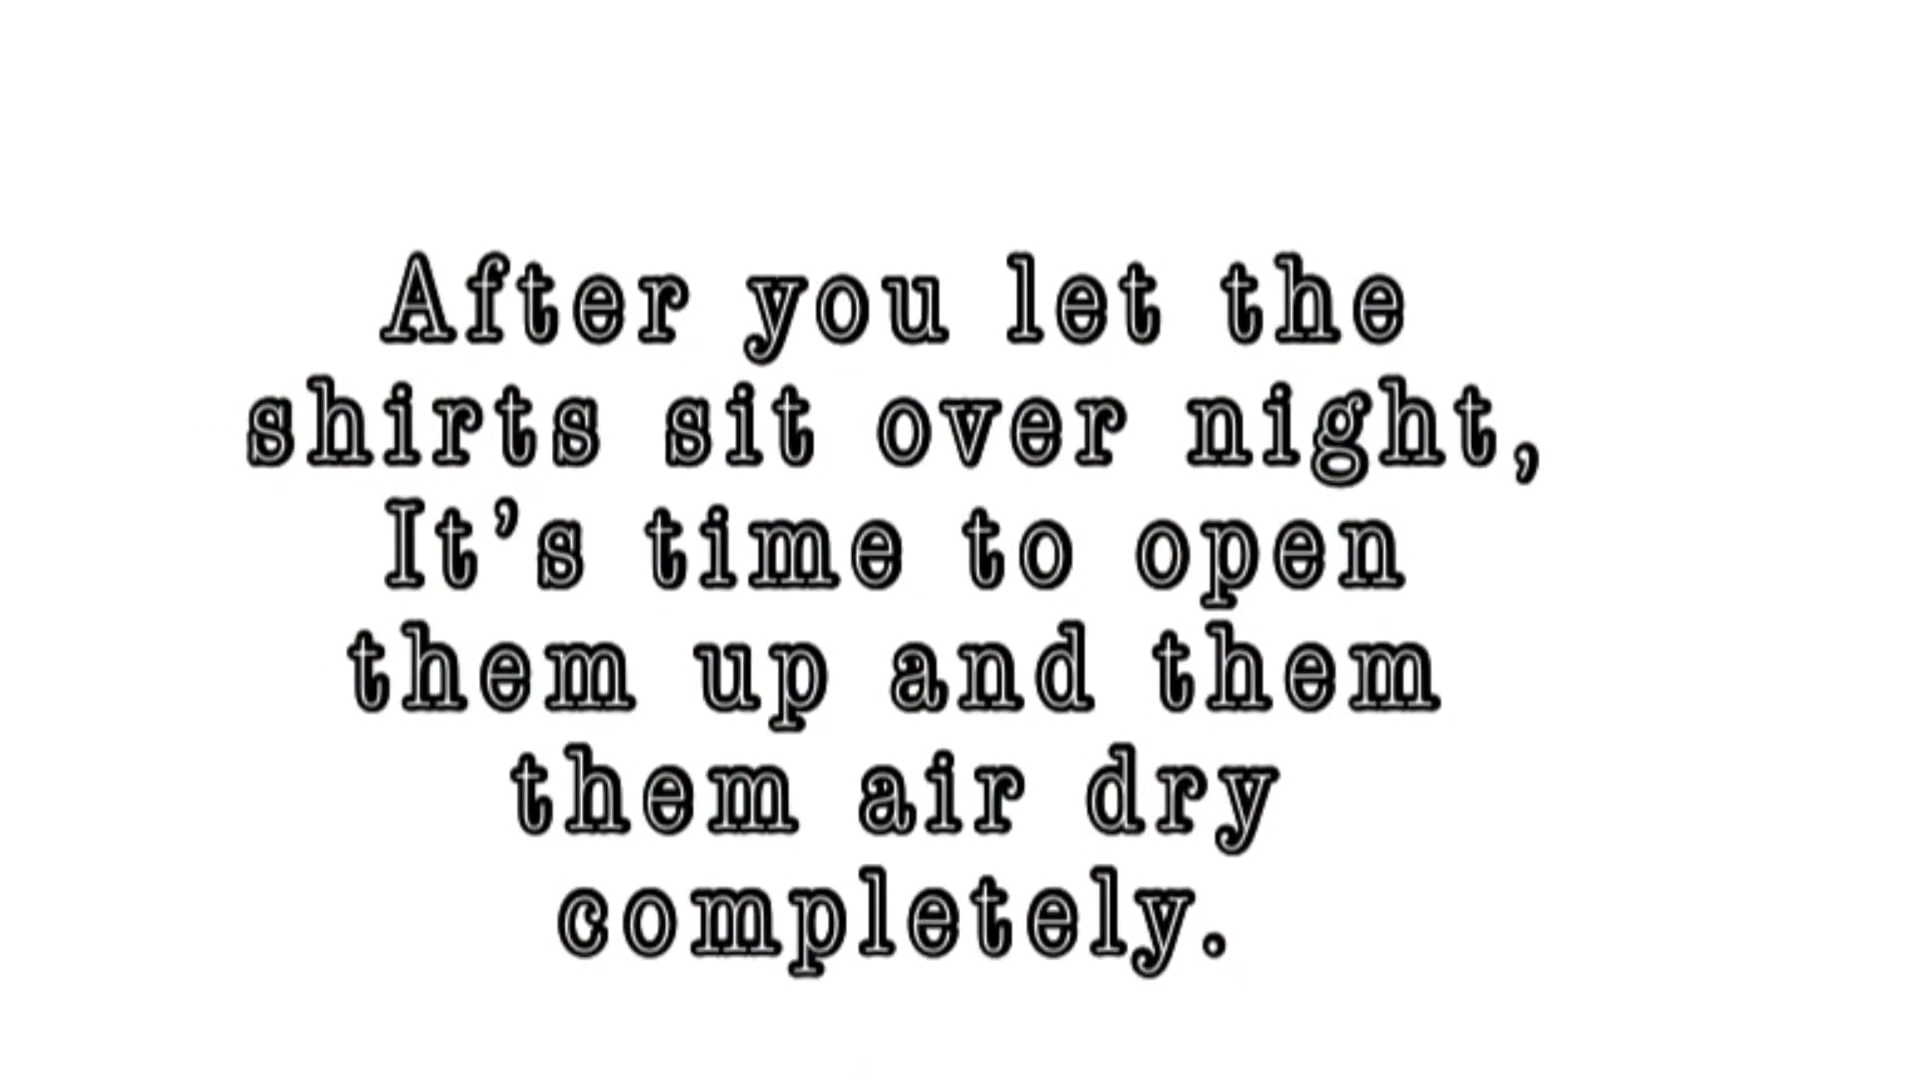 After you let the
shirts sit over night,
It’s time to open
them up and them
them air dry
completely.